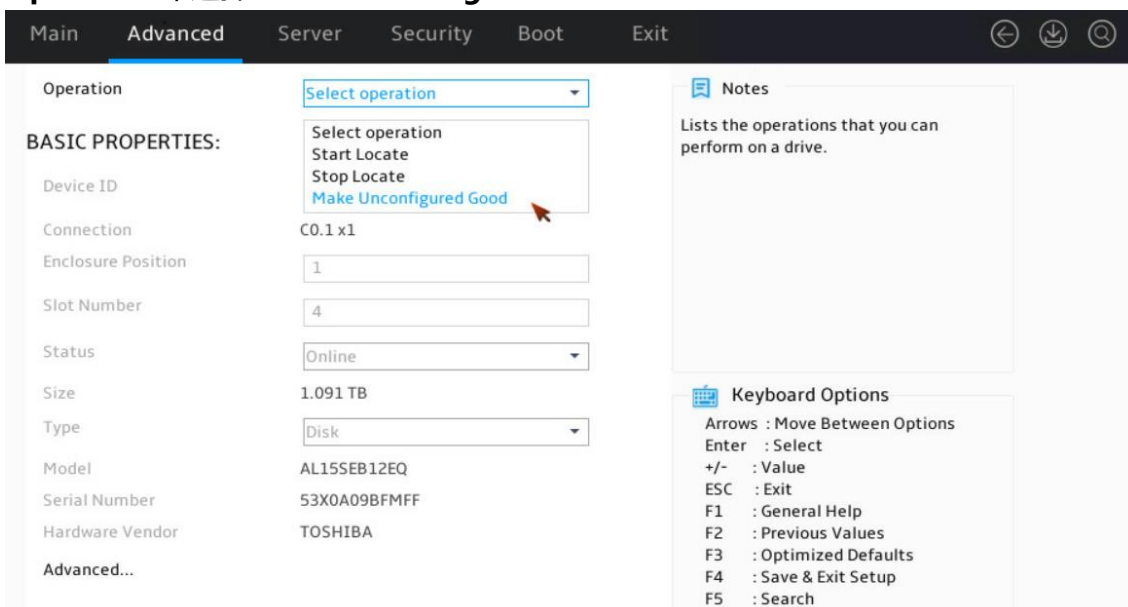 Main Advanced Server Security Boot Exit
Operation
Select operation
Select operation
Start Locate
Stop Locate
Make Unconfigured Good
BASIC PROPERTIES:
Device ID
Connection C0.1 x1
Enclosure Position 1
Slot Number 4
Status Online
Size 1.091 TB
Type Disk
Model AL15SEB12EQ
Serial Number 53X0A09BFMFF
Hardware Vendor TOSHIBA
Advanced...
Notes
Lists the operations that you can
perform on a drive.
Keyboard Options
Arrows : Move Between Options
Enter : Select
+/- : Value
ESC : Exit
F1 : General Help
F2 : Previous Values
F3 : Optimized Defaults
F4 : Save & Exit Setup
F5 : Search